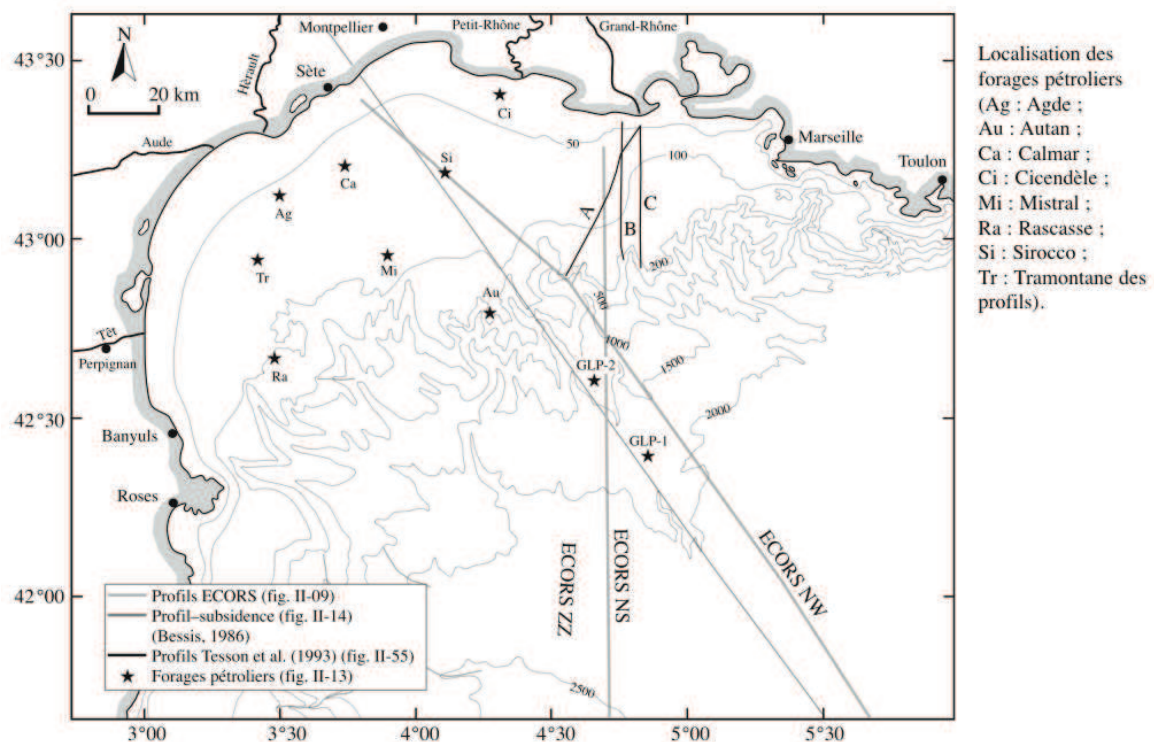 43°30
43°00
42°30
42°00
3°00
3°30
4°00
4°30
5°00
5°30
N
0 20 km
Montpellier
Petit-Rhône
Grand-Rhône
Hérault
Sète
Aude
Marseille
Toulon
Têt
Perpignan
Banyuls
Roses
Ci
Si
Ca
Ag
Tr
Mi
Au
Ra
GLP-2
GLP-1
A
B
C
50
100
200
500
1000
1500
2000
2500
ECORS ZZ
ECORS NS
ECORS NW
Profils ECORS (fig. II-09)
Profil–subsidence (fig. II-14)
(Bessis, 1986)
Profils Tesson et al. (1993) (fig. II-55)
Forages pétroliers (fig. II-13)
Localisation des
forages pétroliers
(Ag : Agde ;
Au : Autan ;
Ca : Calmar ;
Ci : Cicendèle ;
Mi : Mistral ;
Ra : Rascasse ;
Si : Sirocco ;
Tr : Tramontane des
profils).